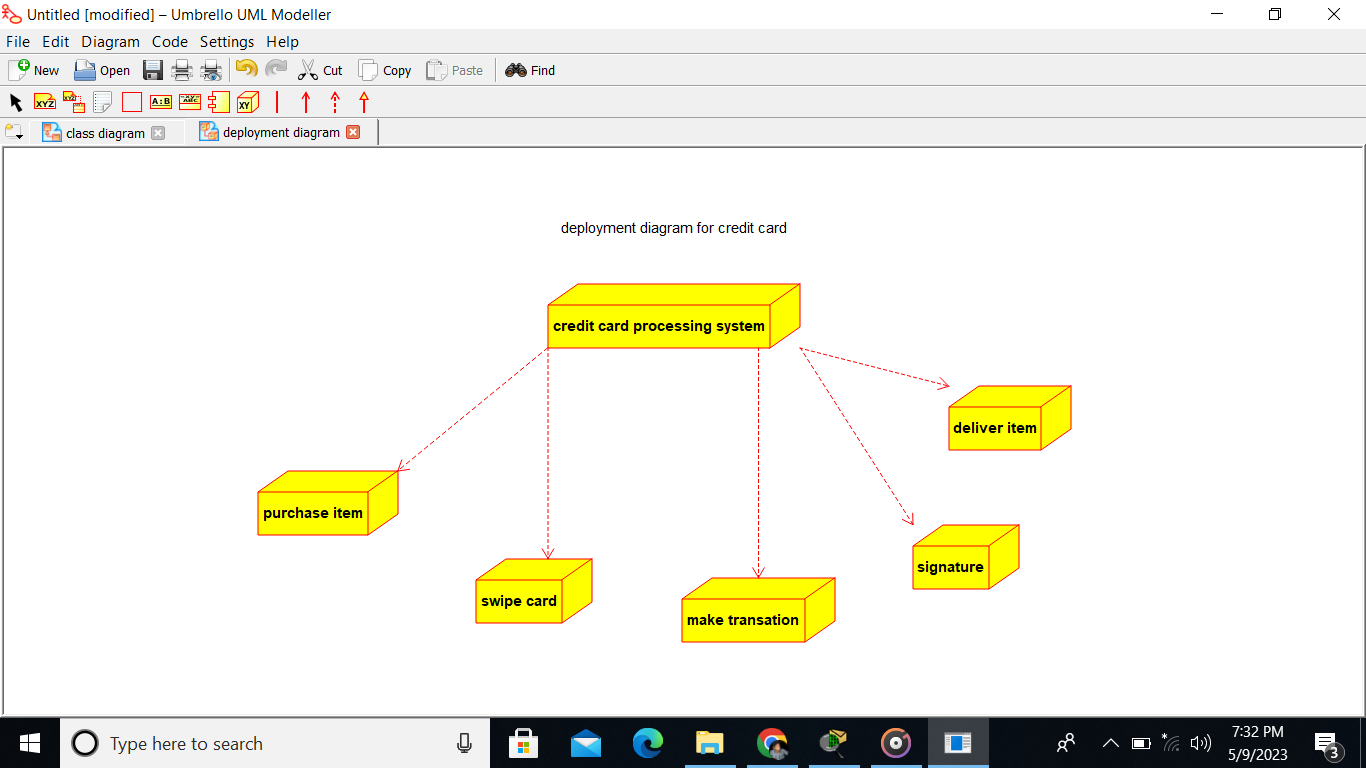 Untitled [modified] – Umbrello UML Modeller
File Edit Diagram Code Settings Help
New Open Cut Copy Paste Find
XYZ XYZ A:B ABC XY
class diagram deployment diagram
deployment diagram for credit card
credit card processing system
deliver item
purchase item
signature
swipe card
make transation
Type here to search
7:32 PM
5/9/2023
3